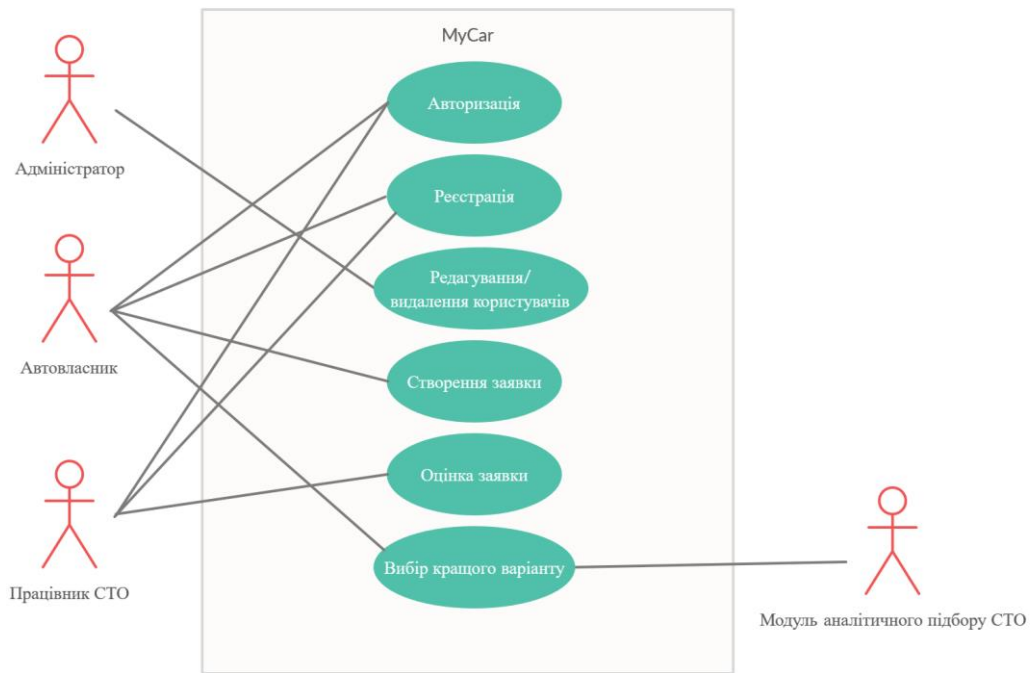 MyCar
Авторизація
Адміністратор
Реєстрація
Редагування/
видалення користувачів
Автовласник
Створення заявки
Оцінка заявки
Вибір кращого варіанту
Працівник СТО
Модуль аналітичного підбору СТО